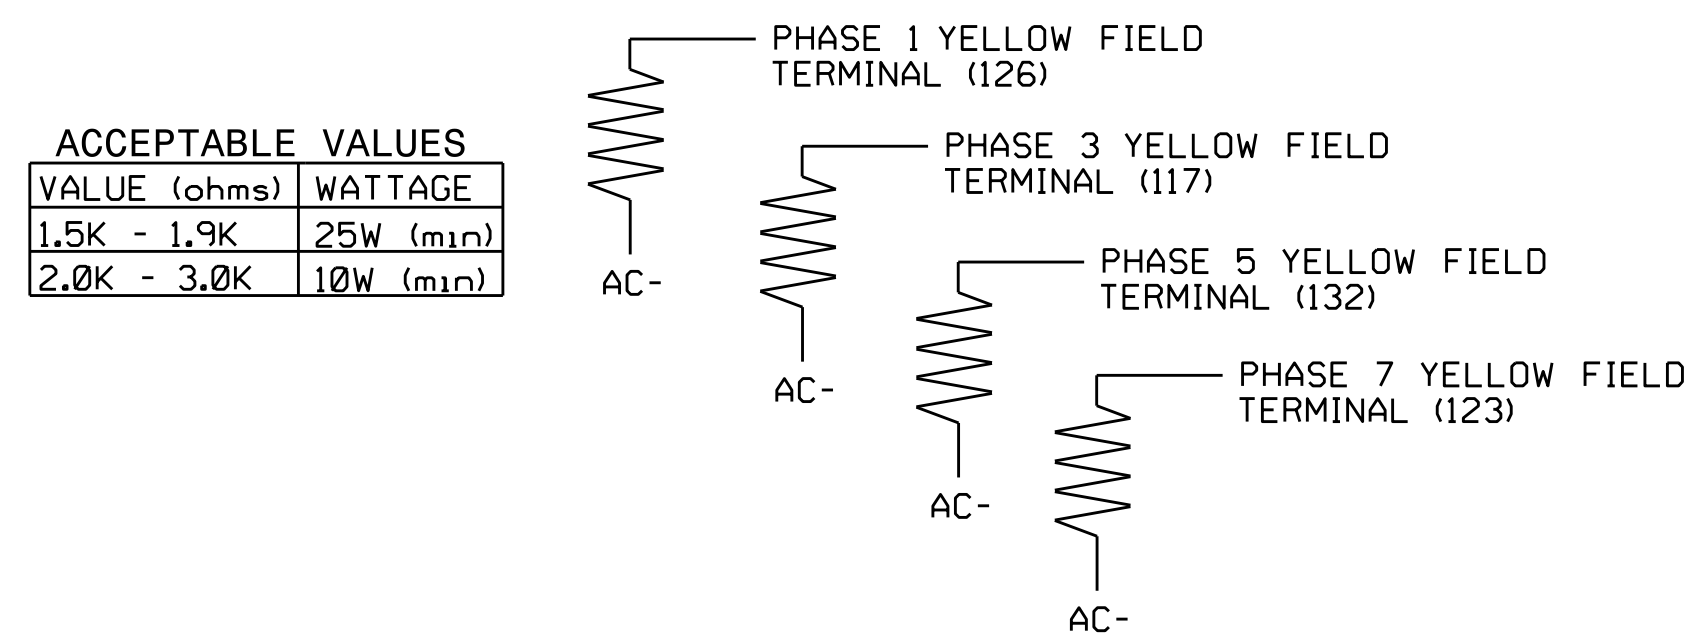 ACCEPTABLE VALUES
VALUE (ohms) WATTAGE
1.5K - 1.9K 25W (min)
2.0K - 3.0K 10W (min)
PHASE 1 YELLOW FIELD
TERMINAL (126)
AC-
PHASE 3 YELLOW FIELD
TERMINAL (117)
AC-
PHASE 5 YELLOW FIELD
TERMINAL (132)
AC-
PHASE 7 YELLOW FIELD
TERMINAL (123)
AC-